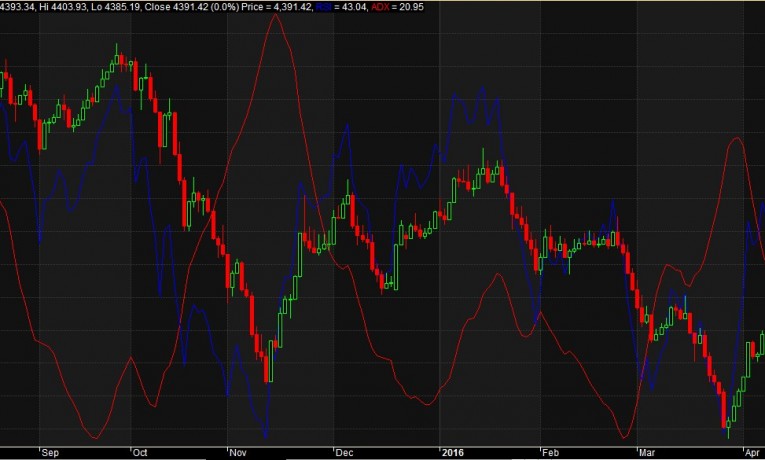 4393.34, Hi 4403.93, Lo 4385.19, Close 4391.42 (0.0%) Price = 4,391.42, RSI = 43.04, ADX = 20.95
Sep Oct Nov Dec 2016 Feb Mar Apr